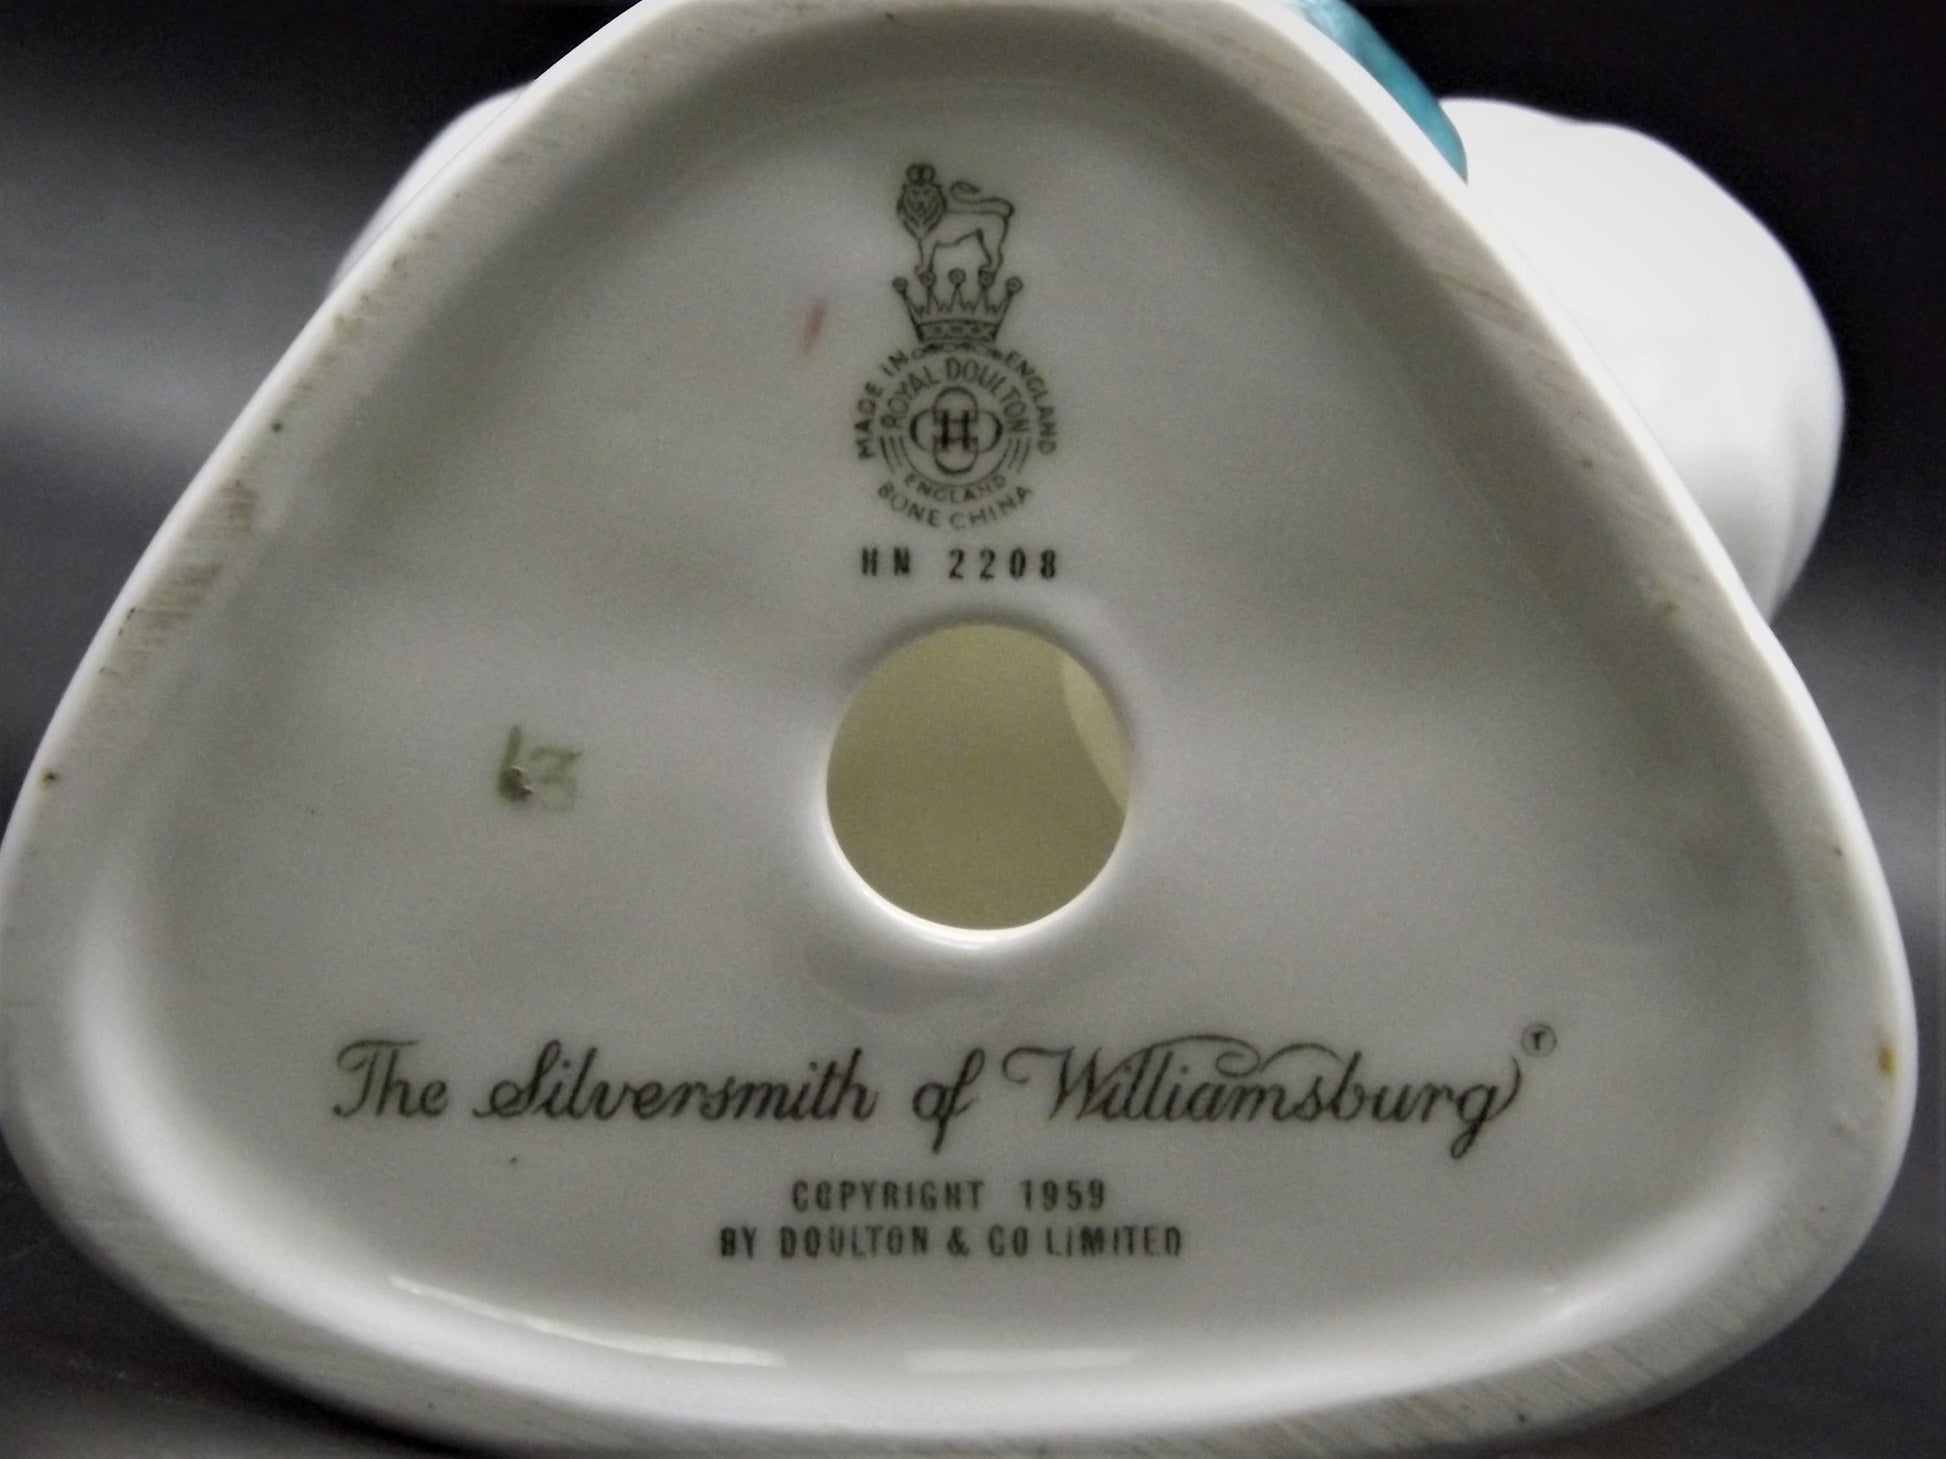 MADE IN ENGLAND
ROYAL DOULTON
ENGLAND
BONE CHINA
HN 2208
13
The Silversmith of Williamsburg T
COPYRIGHT 1959
BY DOULTON & CO LIMITED